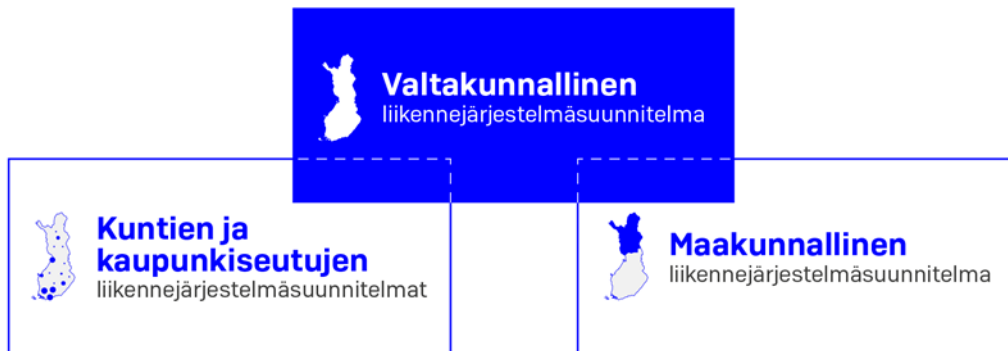 Valtakunnallinen
liikennejärjestelmäsuunnitelma
Kuntien ja
kaupunkiseutujen
liikennejärjestelmäsuunnitelmat
Maakunnallinen
liikennejärjestelmäsuunnitelma